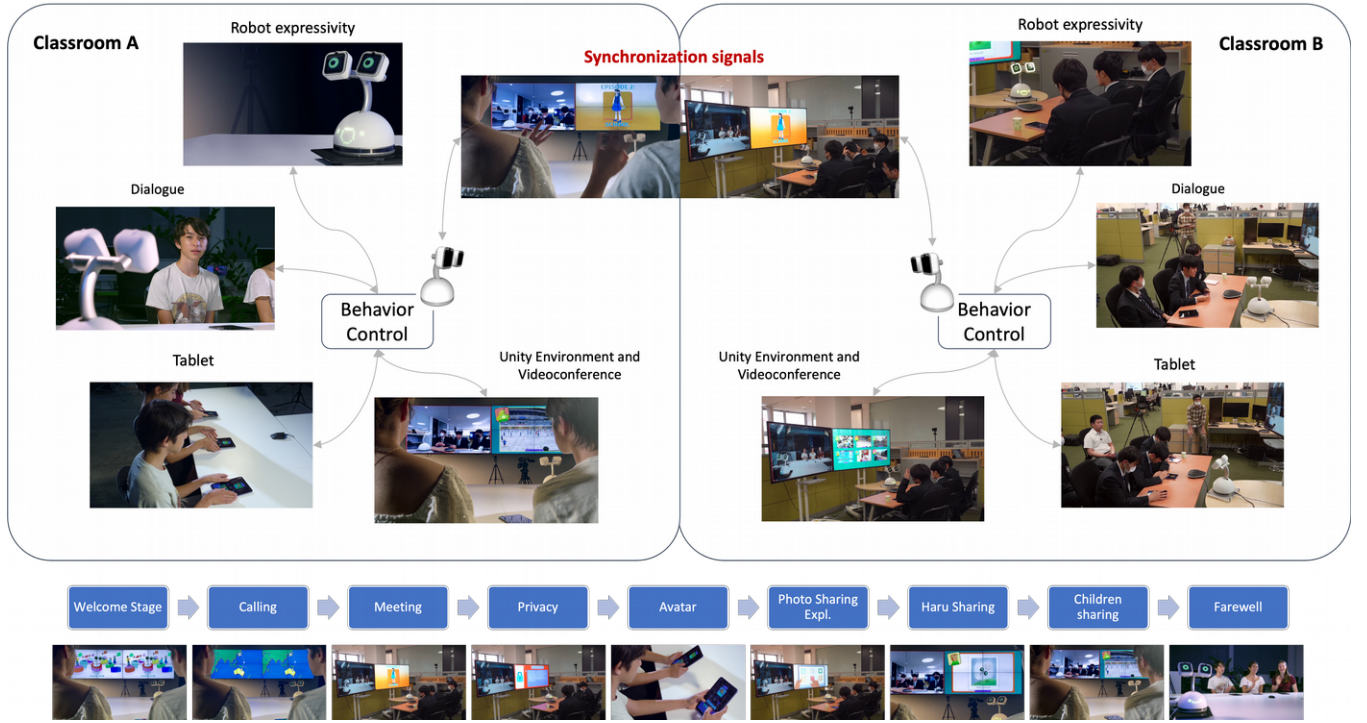 Classroom A
Robot expressivity
Synchronization signals
Robot expressivity
Classroom B
EPISODE 2:
Dialogue
Dialogue
Behavior
Control
Behavior
Control
Tablet
Unity Environment and
Videoconference
Unity Environment and
Videoconference
Tablet
Welcome Stage
Calling
Meeting
Privacy
Avatar
Photo Sharing
Expl.
Haru Sharing
Children
sharing
Farewell